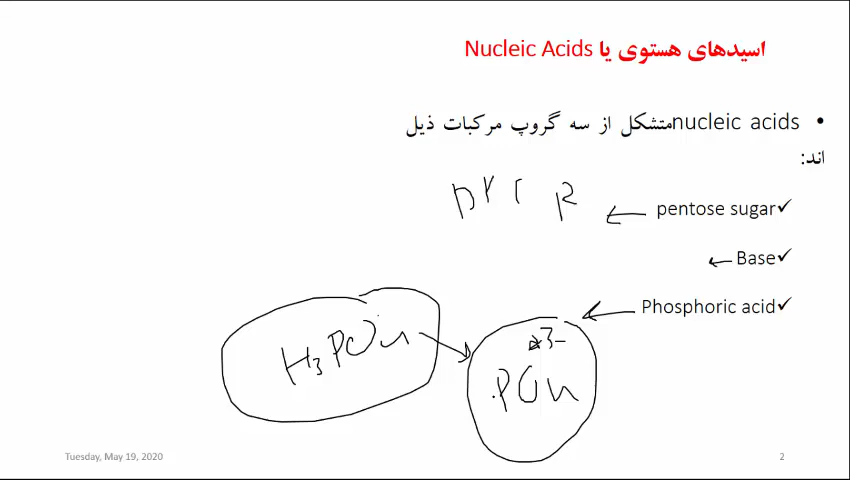 اسیدهای هستوی یا Nucleic Acids
• nucleic acids متشکل از سه گروپ مرکبات ذیل
اند:
✓ pentose sugar
✓ Base
✓ Phosphoric acid
H₃PO₄
PO₄ 3-
Tuesday, May 19, 2020
2